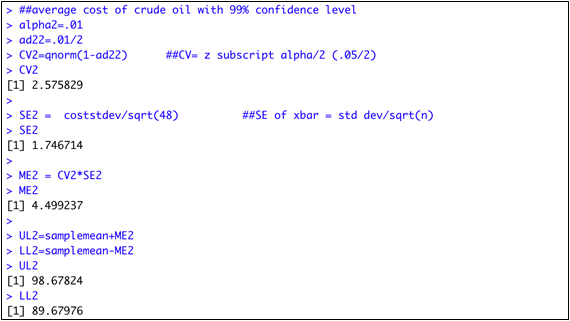 > ##average cost of crude oil with 99% confidence level
> alpha2=.01
> ad22=.01/2
> CV2=qnorm(1-ad22)      ##CV= z subscript alpha/2 (.05/2)
> CV2
[1] 2.575829
>
> SE2 =  coststdev/sqrt(48)          ##SE of xbar = std dev/sqrt(n)
> SE2
[1] 1.746714
>
> ME2 = CV2*SE2
> ME2
[1] 4.499237
>
> UL2=samplemean+ME2
> LL2=samplemean-ME2
> UL2
[1] 98.67824
> LL2
[1] 89.67976